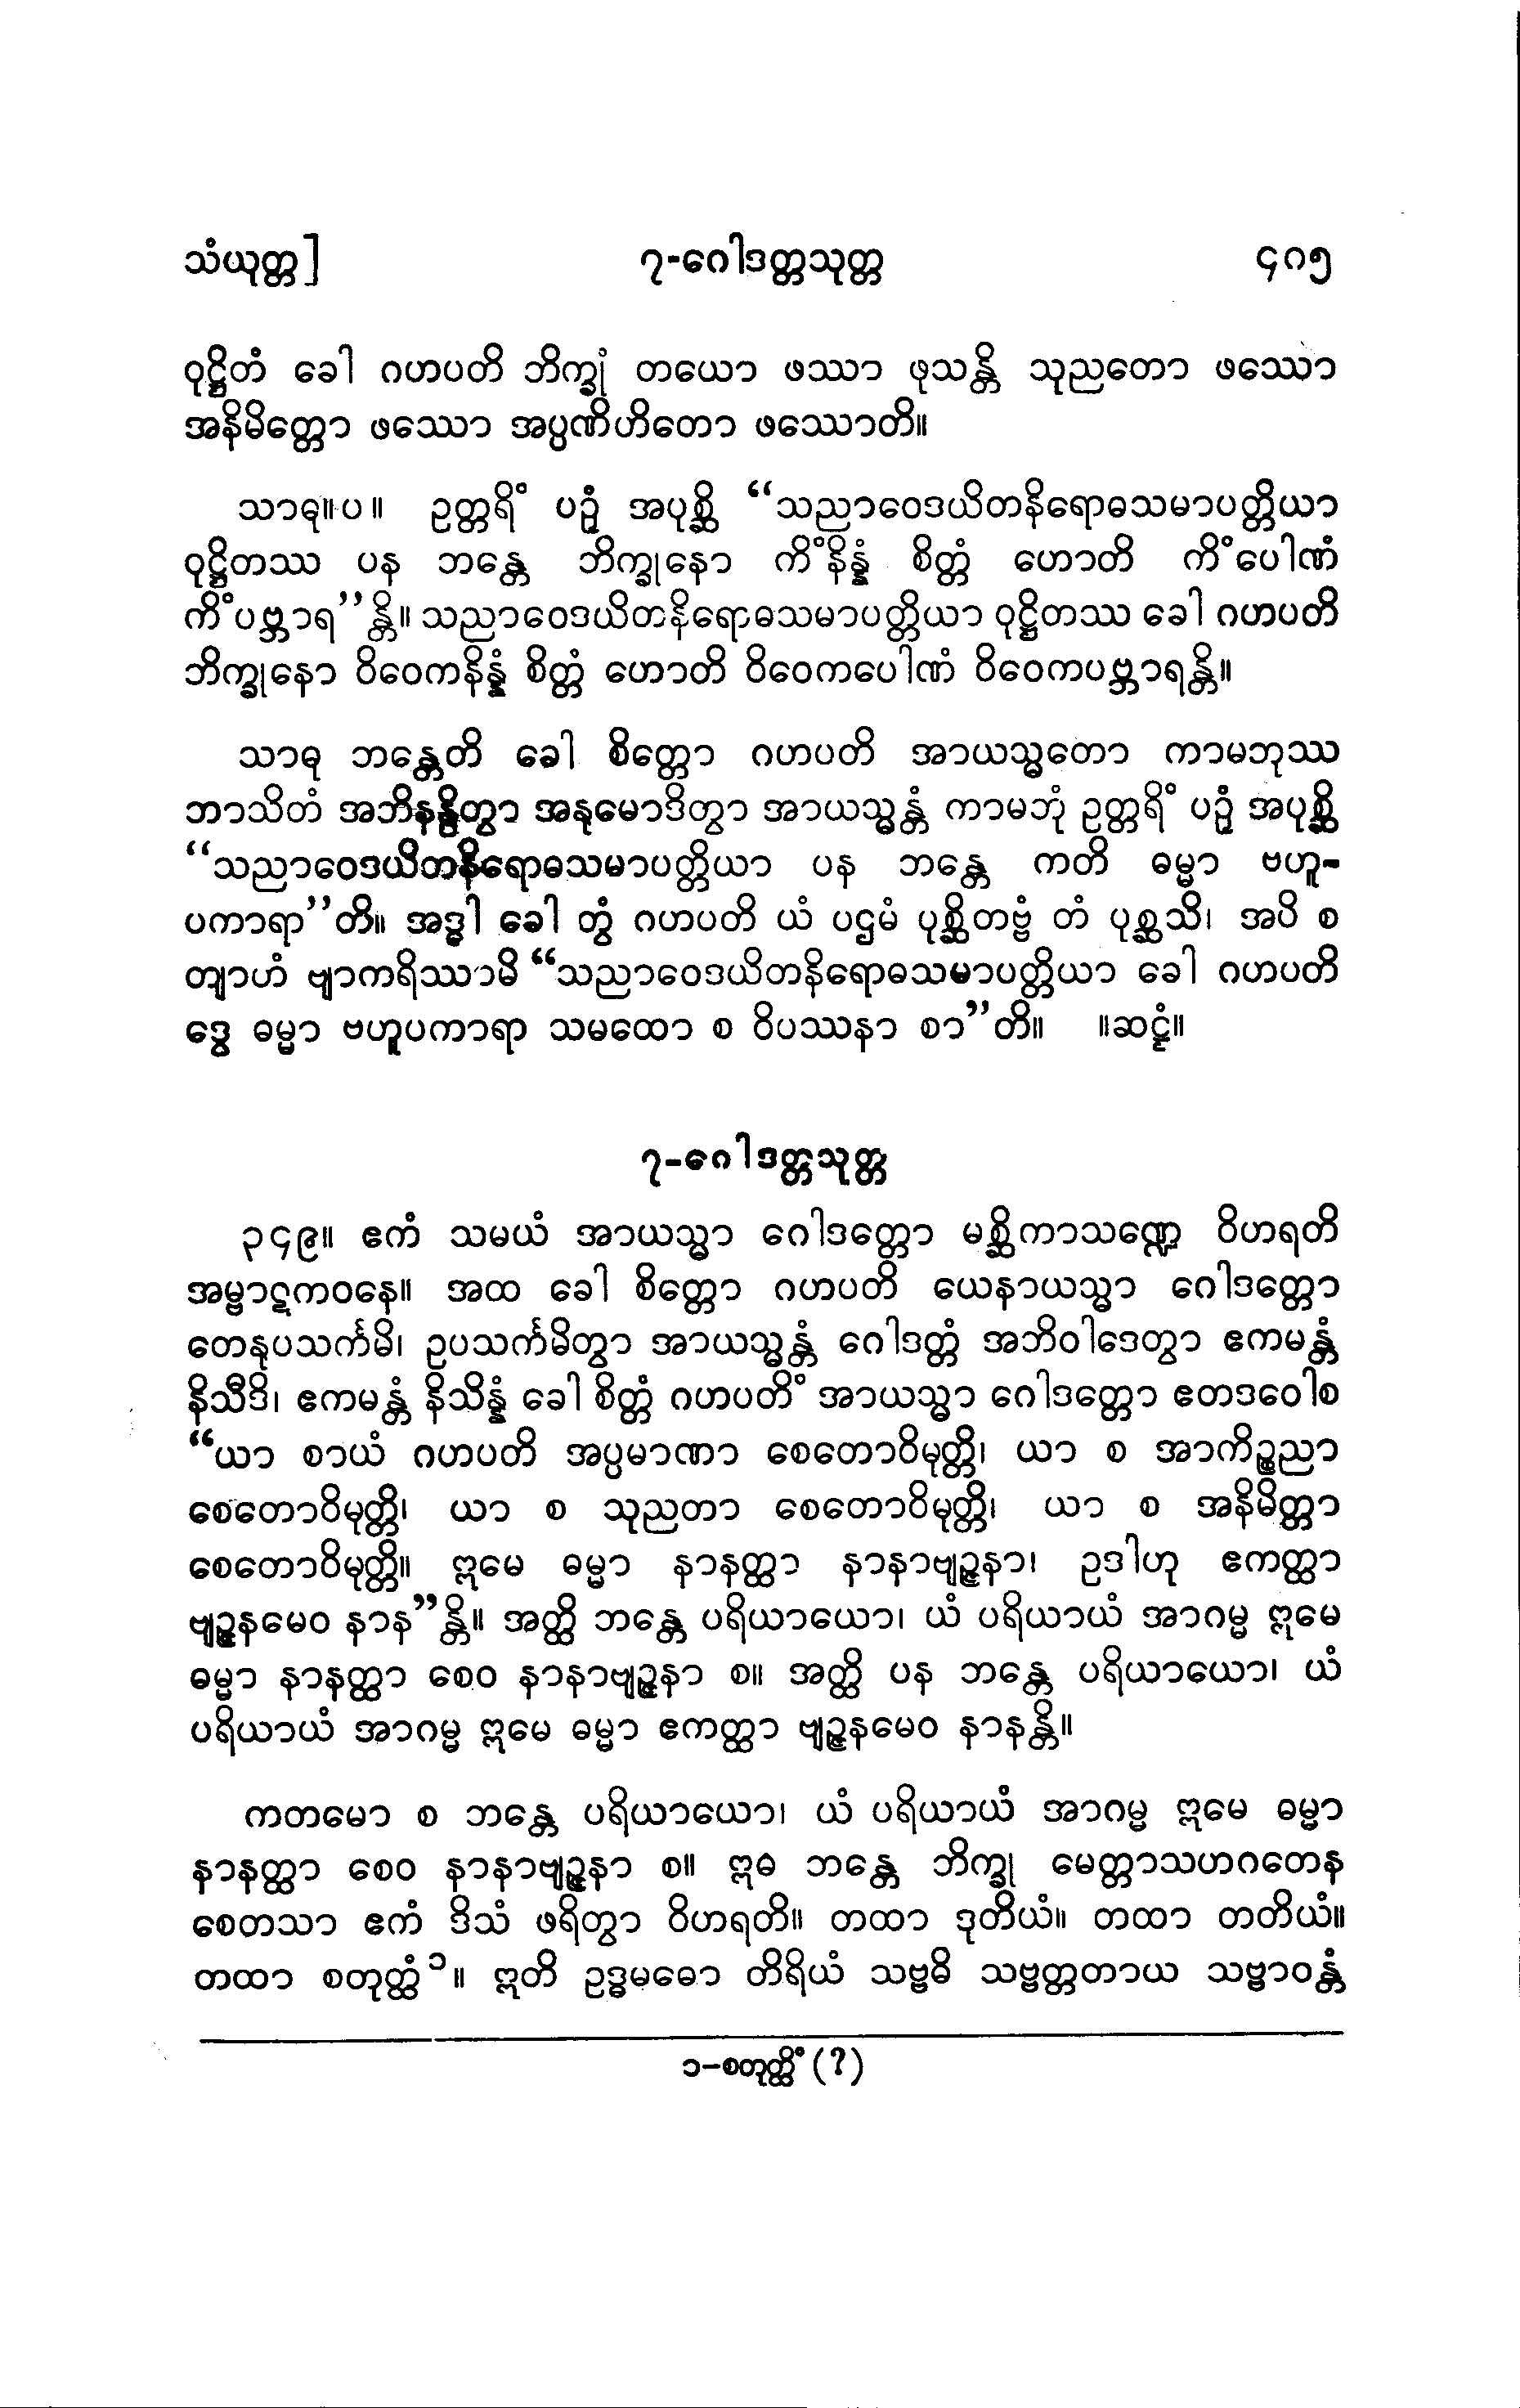 သံယုတ္တ]
၇-ဂေါဒတ္တသုတ္တ
၄၈၅
ဝုဋ္ဌိတံ ခေါ ဂဟပတိ ဘိက္ခုံ တယော ဖဿာ ဖုသန္တိ သုညတော ဖဿော
အနိမိတ္တော ဖဿော အပ္ပဏိဟိတော ဖဿောတိ။
သာဓု။ပ။ ဥတ္တရိံ ပဉှံ အပုစ္ဆိ “သညာဝေဒယိတနိရောဓသမာပတ္တိယာ
ဝုဋ္ဌိတဿ ပန ဘန္တေ ဘိက္ခုနော ကိံနိန္နံ စိတ္တံ ဟောတိ ကိံပေါဏံ
ကိံပဗ္ဘာရ”န္တိ။ သညာဝေဒယိတနိရောဓသမာပတ္တိယာ ဝုဋ္ဌိတဿ ခေါ ဂဟပတိ
ဘိက္ခုနော ဝိဝေကနိန္နံ စိတ္တံ ဟောတိ ဝိဝေကပေါဏံ ဝိဝေကပဗ္ဘာရန္တိ။
သာဓု ဘန္တေတိ ခေါ စိတ္တော ဂဟပတိ အာယသ္မတော ကာမဘုဿ
ဘာသိတံ အဘိနန္ဒိတွာ အနုမောဒိတွာ အာယသ္မန္တံ ကာမဘုံ ဥတ္တရိံ ပဉှံ အပုစ္ဆိ
“သညာဝေဒယိတနိရောဓသမာပတ္တိယာ ပန ဘန္တေ ကတိ ဓမ္မာ ဗဟူ-
ပကာရာ”တိ။ အဒ္ဓါ ခေါ တွံ ဂဟပတိ ယံ ပဌမံ ပုစ္ဆိတဗ္ဗံ တံ ပုစ္ဆသိ၊ အပိ စ
တျာဟံ ဗျာကရိဿာမိ “သညာဝေဒယိတနိရောဓသမာပတ္တိယာ ခေါ ဂဟပတိ
ဒွေ ဓမ္မာ ဗဟူပကာရာ သမထော စ ဝိပဿနာ စာ”တိ။ ။ဆဋ္ဌံ။
၇-ဂေါဒတ္တသုတ္တ
၃၄၉။ ဧကံ သမယံ အာယသ္မာ ဂေါဒတ္တော မစ္ဆိကာသဏ္ဍေ ဝိဟရတိ
အမ္ဗာဋကဝနေ။ အထ ခေါ စိတ္တော ဂဟပတိ ယေနာယသ္မာ ဂေါဒတ္တော
တေနုပသင်္ကမိ၊ ဥပသင်္ကမိတွာ အာယသ္မန္တံ ဂေါဒတ္တံ အဘိဝါဒေတွာ ဧကမန္တံ
နိသီဒိ၊ ဧကမန္တံ နိသိန္နံ ခေါ စိတ္တံ ဂဟပတိံ အာယသ္မာ ဂေါဒတ္တော ဧတဒဝေါစ
“ယာ စာယံ ဂဟပတိ အပ္ပမာဏာ စေတောဝိမုတ္တိ၊ ယာ စ အာကိဉ္စညာ
စေတောဝိမုတ္တိ၊ ယာ စ သုညတာ စေတောဝိမုတ္တိ၊ ယာ စ အနိမိတ္တာ
စေတောဝိမုတ္တိ။ ဣမေ ဓမ္မာ နာနတ္ထာ နာနာဗျဉ္ဇနာ၊ ဥဒါဟု ဧကတ္ထာ
ဗျဉ္ဇနမေဝ နာန”န္တိ။ အတ္ထိ ဘန္တေ ပရိယာယော၊ ယံ ပရိယာယံ အာဂမ္မ ဣမေ
ဓမ္မာ နာနတ္ထာ စေဝ နာနာဗျဉ္ဇနာ စ။ အတ္ထိ ပန ဘန္တေ ပရိယာယော၊ ယံ
ပရိယာယံ အာဂမ္မ ဣမေ ဓမ္မာ ဧကတ္ထာ ဗျဉ္ဇနမေဝ နာနန္တိ။
ကတမော စ ဘန္တေ ပရိယာယော၊ ယံ ပရိယာယံ အာဂမ္မ ဣမေ ဓမ္မာ
နာနတ္ထာ စေဝ နာနာဗျဉ္ဇနာ စ။ ဣဓ ဘန္တေ ဘိက္ခု မေတ္တာသဟဂတေန
စေတသာ ဧကံ ဒိသံ ဖရိတွာ ဝိဟရတိ။ တထာ ဒုတိယံ။ တထာ တတိယံ။
တထာ စတုတ္ထံ၁။ ဣတိ ဥဒ္ဓမဓော တိရိယံ သဗ္ဗဓိ သဗ္ဗတ္တတာယ သဗ္ဗာဝန္တံ
၁-စတုတ္ထိံ (?)